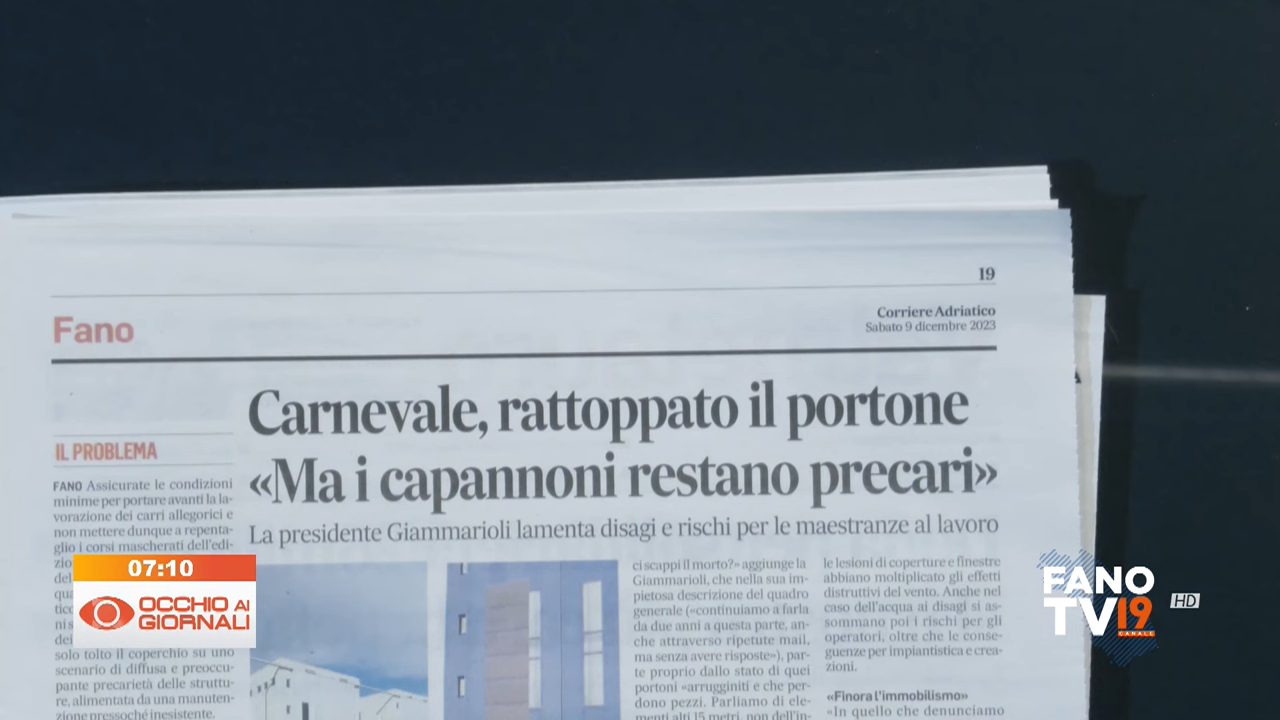 19
Fano
Corriere Adriatico
Sabato 9 dicembre 2023
Carnevale, rattoppato il portone
«Ma i capannoni restano precari»
La presidente Giammarioli lamenta disagi e rischi per le maestranze al lavoro
IL PROBLEMA
FANO Assicurate le condizioni
minime per portare avanti la la-
vorazione dei carri allegorici e
non mettere dunque a repenta-
glio i corsi mascherati dell'edi-
solo tolto il coperchio su uno
scenario di diffusa e preoccu-
pante precarietà delle struttu-
re, alimentata da una manuten-
zione pressoché inesistente.
ci scappi il morto?» aggiunge la
Giammarioli, che nella sua im-
pietosa descrizione del quadro
generale («continuiamo a farla
da due anni a questa parte, an-
che attraverso ripetute mail,
ma senza avere risposte»), par-
te proprio dallo stato di quei
portoni «arrugginiti e che per-
dono pezzi. Parliamo di ele-
menti alti 15 metri, non dell'in-
le lesioni di coperture e finestre
abbiano moltiplicato gli effetti
distruttivi del vento. Anche nel
caso dell'acqua ai disagi si as-
sommano poi i rischi per gli
operatori, oltre che le conse-
guenze per impiantistica e crea-
zioni.
«Finora l'immobilismo»
«In quello che denunciamo
07:10
OCCHIO AI
GIORNALI
FANO
TV19
CANALE
HD